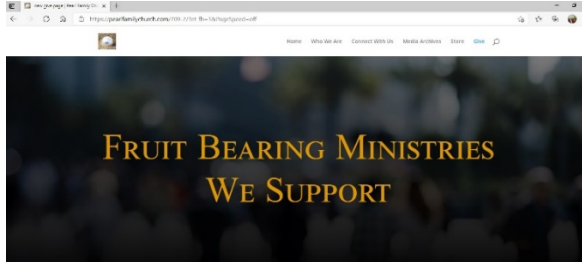 Home Who We Are Connect With Us Media Archives Store Give
FRUIT BEARING MINISTRIES
WE SUPPORT